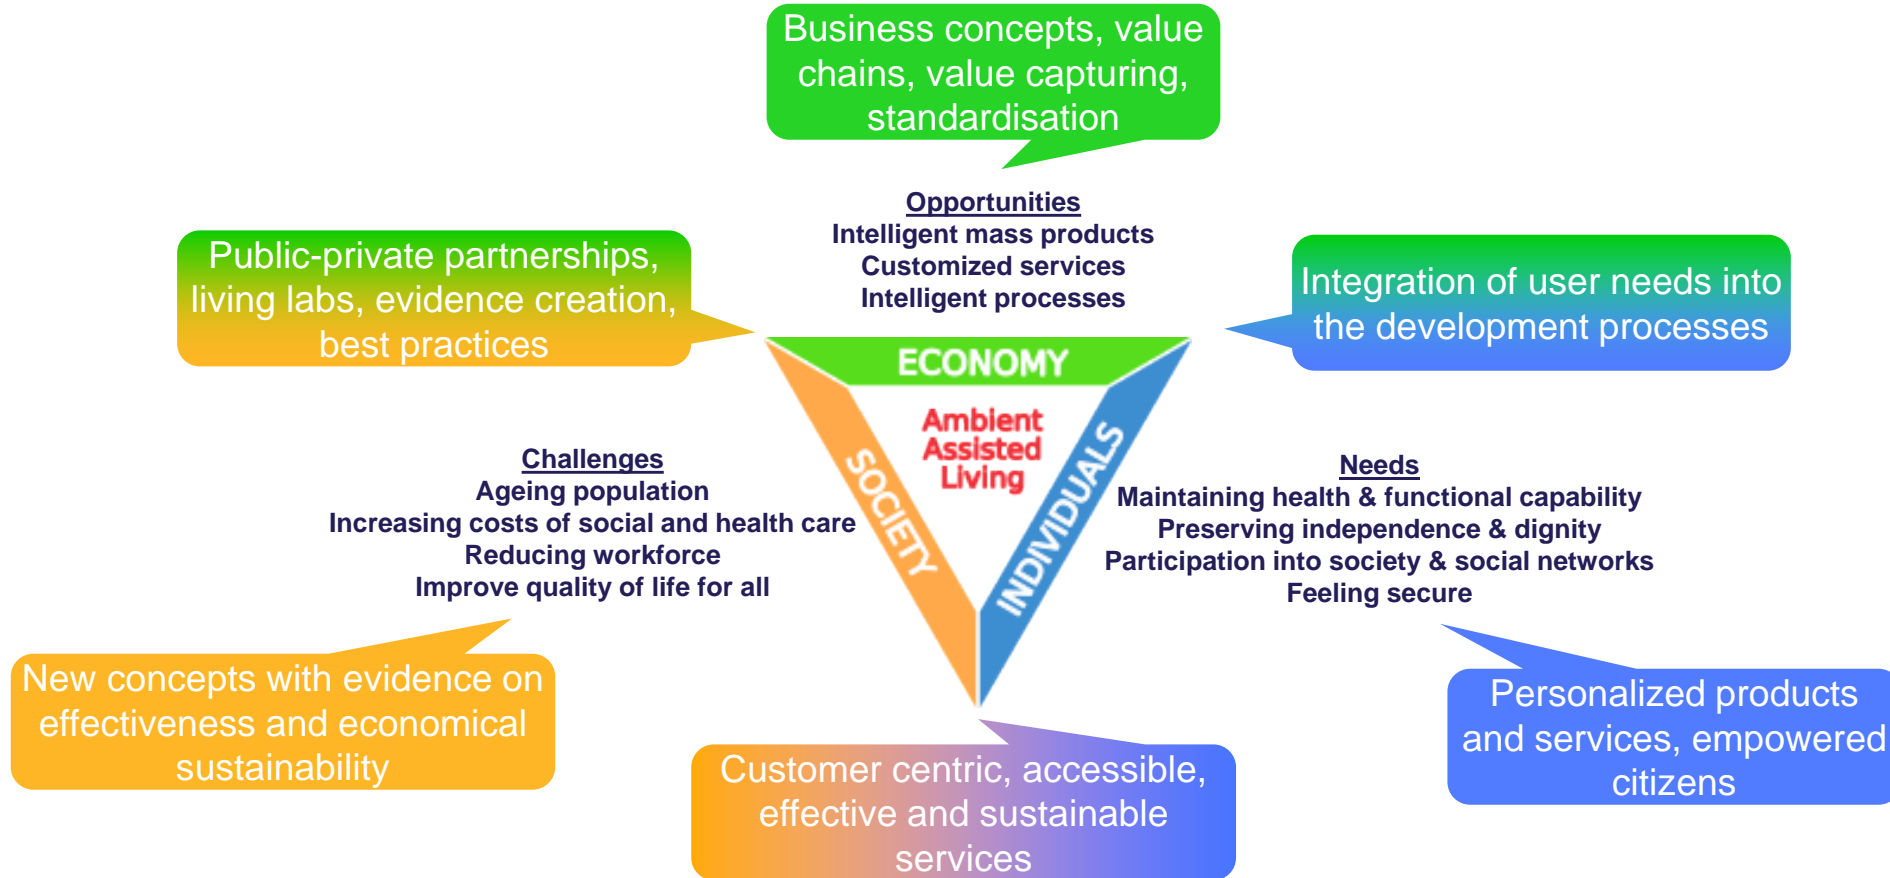 Business concepts, value
chains, value capturing,
standardisation
Opportunities
Intelligent mass products
Customized services
Intelligent processes
Public-private partnerships,
living labs, evidence creation,
best practices
Integration of user needs into
the development processes
ECONOMY
Ambient
Assisted
Living
SOCIETY
INDIVIDUALS
Challenges
Ageing population
Increasing costs of social and health care
Reducing workforce
Improve quality of life for all
Needs
Maintaining health & functional capability
Preserving independence & dignity
Participation into society & social networks
Feeling secure
New concepts with evidence on
effectiveness and economical
sustainability
Customer centric, accessible,
effective and sustainable
services
Personalized products
and services, empowered
citizens